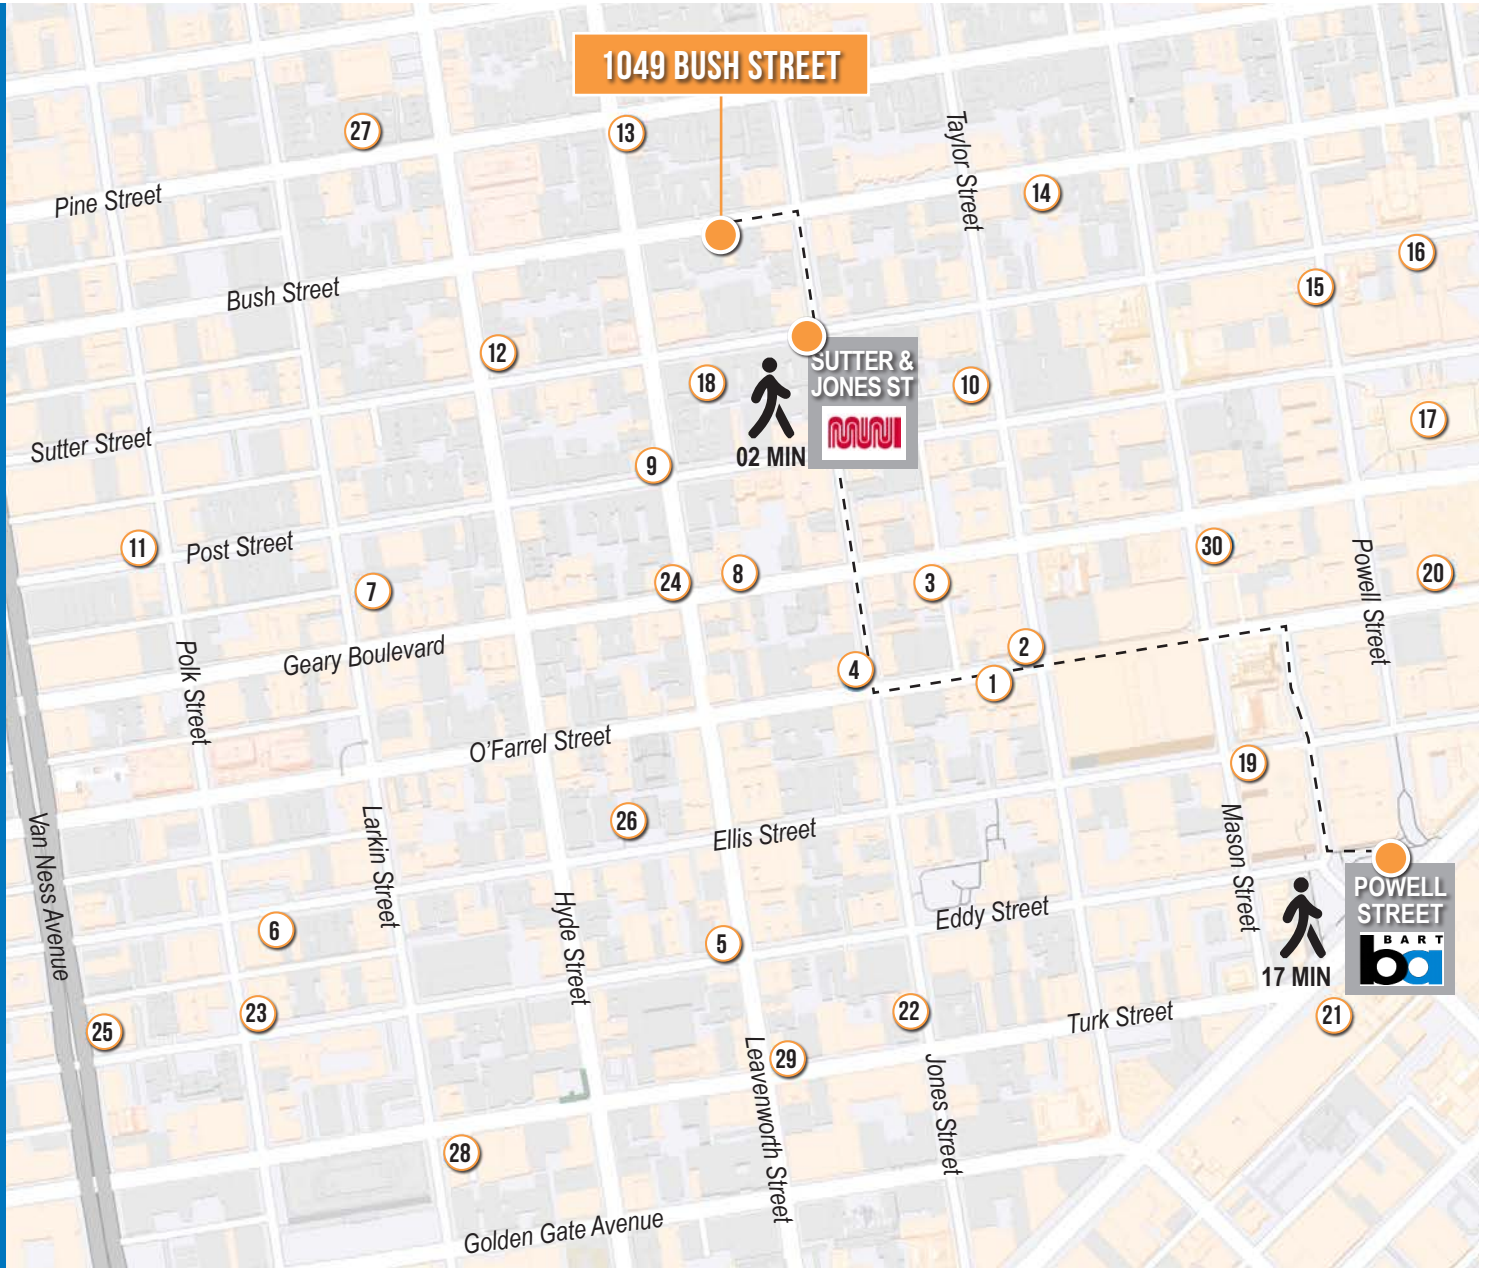 1049 BUSH STREET
27
13
Taylor Street
Pine Street
14
16
Bush Street
15
12
SUTTER &
JONES ST
MUNI
02 MIN
18
10
17
Sutter Street
9
11
Post Street
30
Powell Street
7
24
8
3
20
Polk Street
Geary Boulevard
4
2
1
O'Farrel Street
19
Van Ness Avenue
Larkin Street
26
Ellis Street
Mason Street
POWELL
STREET
BART
ba
17 MIN
Hyde Street
Eddy Street
6
5
23
25
22
Turk Street
21
Leavenworth Street
29
Jones Street
28
Golden Gate Avenue